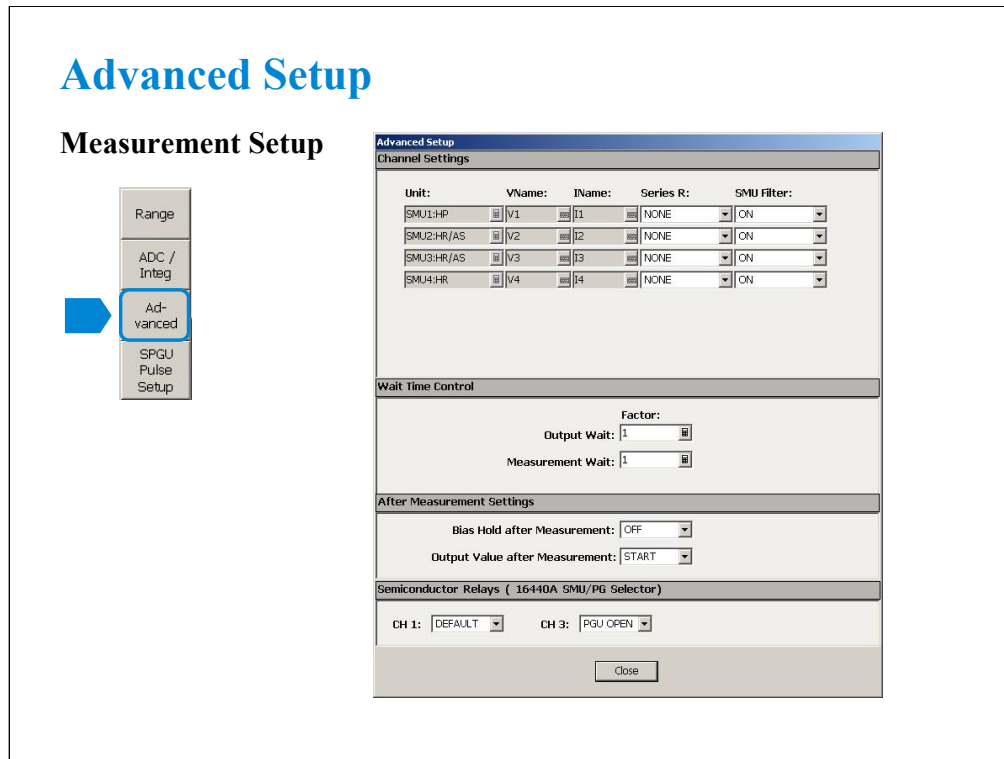 Advanced Setup
Measurement Setup
Range
ADC /
Integ
Ad-
vanced
SPGU
Pulse
Setup
Advanced Setup
Channel Settings
Unit: VName: IName: Series R: SMU Filter:
SMU1:HP V1 I1 NONE ON
SMU2:HR/AS V2 I2 NONE ON
SMU3:HR/AS V3 I3 NONE ON
SMU4:HR V4 I4 NONE ON
Wait Time Control
Factor:
Output Wait: 1
Measurement Wait: 1
After Measurement Settings
Bias Hold after Measurement: OFF
Output Value after Measurement: START
Semiconductor Relays ( 16440A SMU/PG Selector)
CH 1: DEFAULT CH 3: PGU OPEN
Close